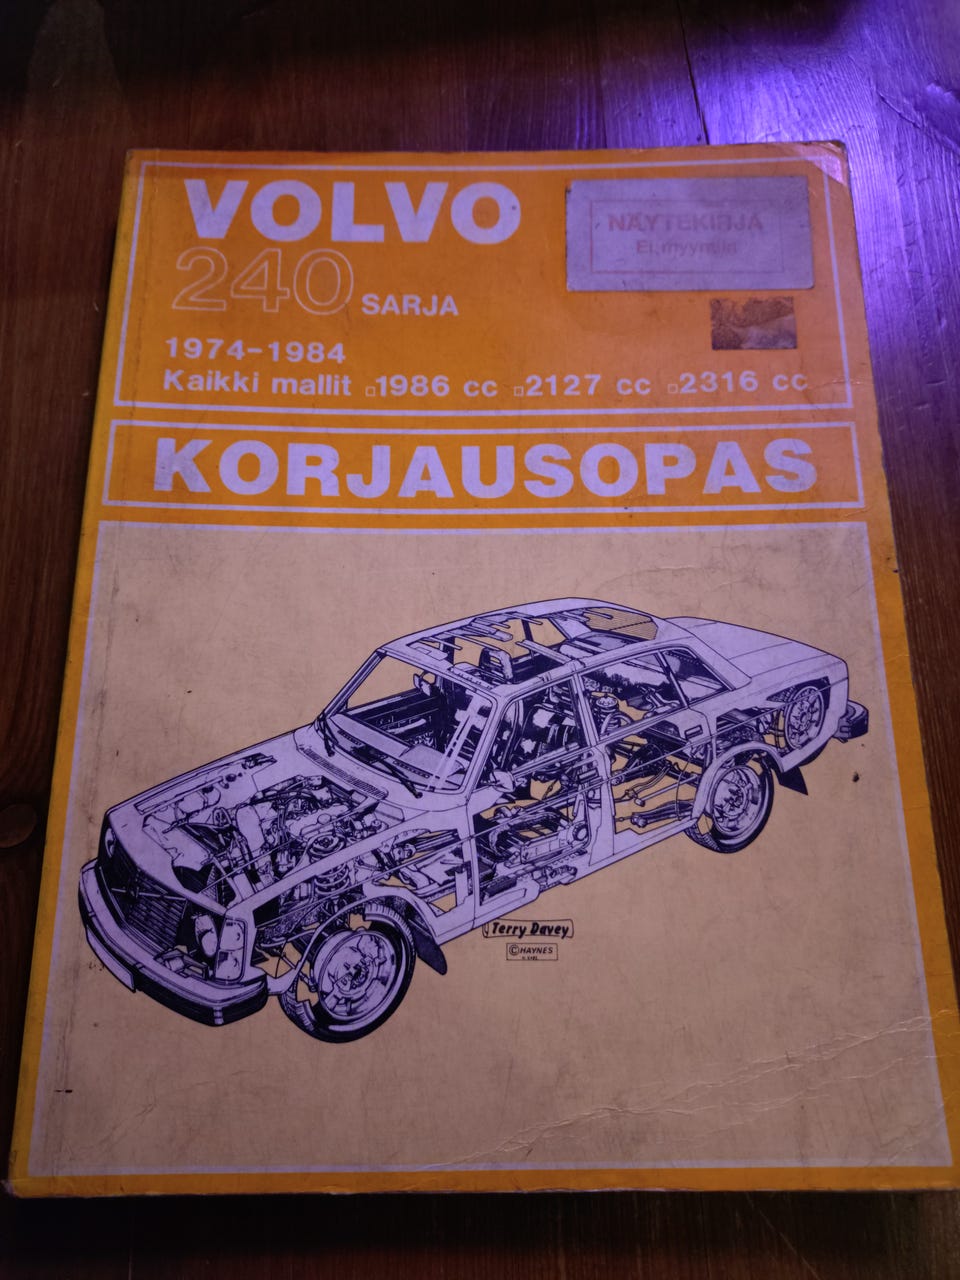 VOLVO
240 SARJA
NÄYTEKIRJA
Ei myyntiin
1974-1984
Kaikki mallit □1986 cc □2127 cc □2316 cc
KORJAUSOPAS
Terry Davey
©HAYNES